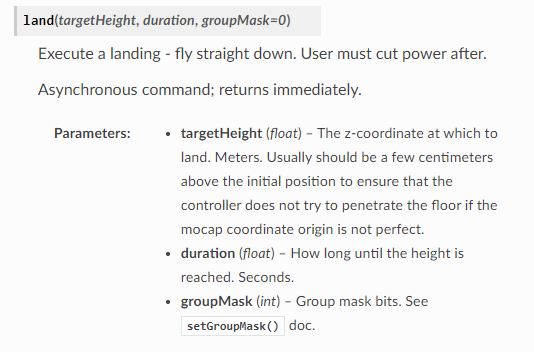 land(targetHeight, duration, groupMask=0)
Execute a landing - fly straight down. User must cut power after.
Asynchronous command; returns immediately.
Parameters:
• targetHeight (float) – The z-coordinate at which to
land. Meters. Usually should be a few centimeters
above the initial position to ensure that the
controller does not try to penetrate the floor if the
mocap coordinate origin is not perfect.
• duration (float) – How long until the height is
reached. Seconds.
• groupMask (int) – Group mask bits. See
setGroupMask() doc.